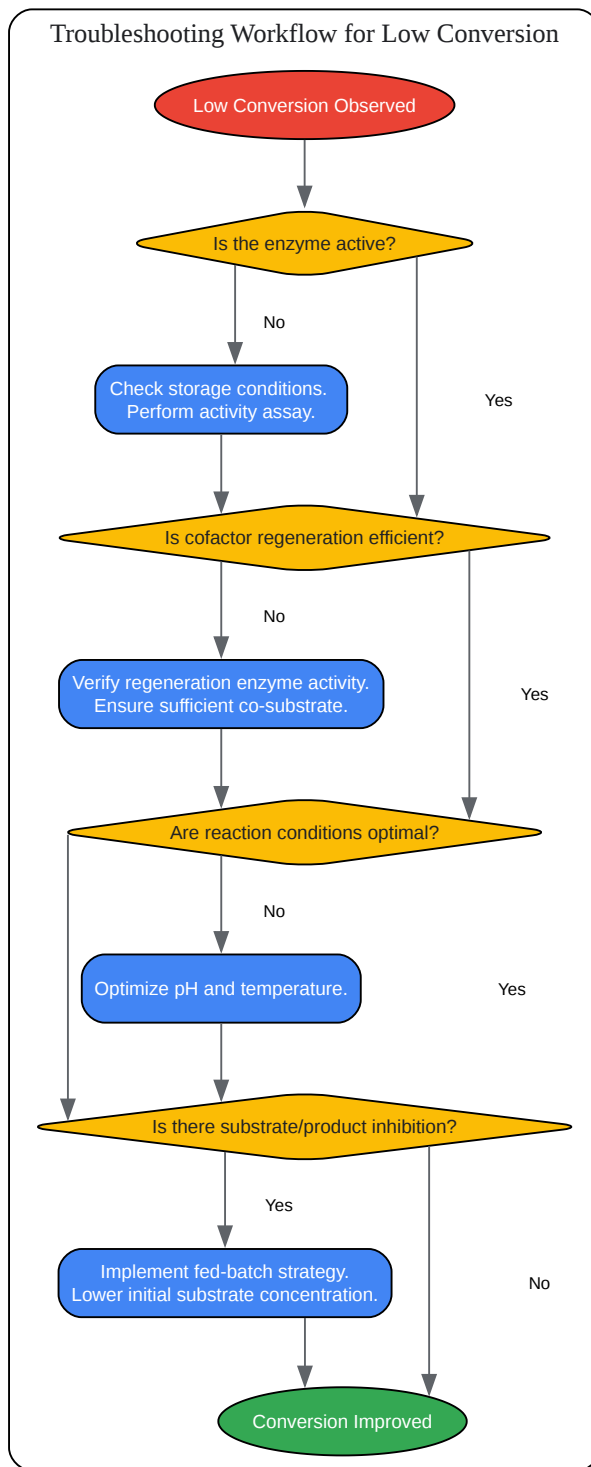 Troubleshooting Workflow for Low Conversion
Low Conversion Observed
Is the enzyme active?
No
Check storage conditions.
Perform activity assay.
Yes
Is cofactor regeneration efficient?
No
Verify regeneration enzyme activity.
Ensure sufficient co-substrate.
Yes
Are reaction conditions optimal?
No
Optimize pH and temperature.
Yes
Is there substrate/product inhibition?
Yes
Implement fed-batch strategy.
Lower initial substrate concentration.
No
Conversion Improved